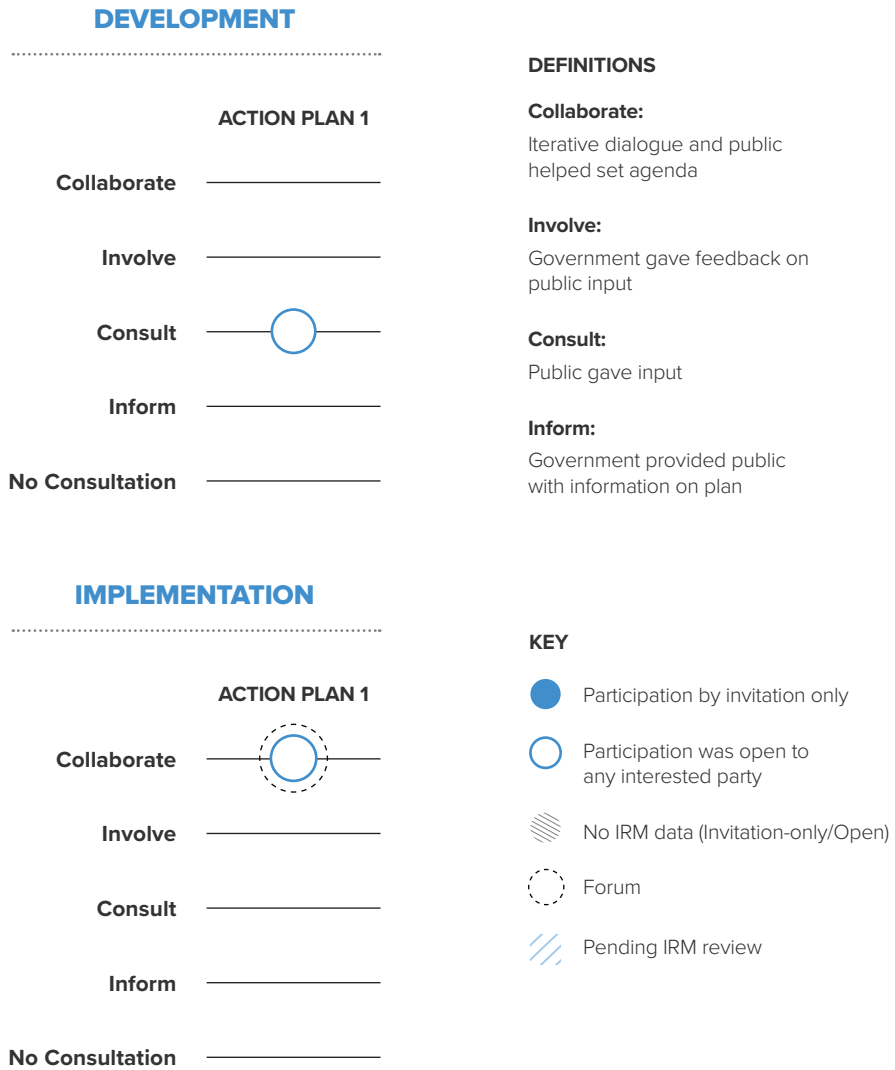 DEVELOPMENT
ACTION PLAN 1
Collaborate
Involve
Consult
Inform
No Consultation
DEFINITIONS
Collaborate:
Iterative dialogue and public
helped set agenda
Involve:
Government gave feedback on
public input
Consult:
Public gave input
Inform:
Government provided public
with information on plan
IMPLEMENTATION
ACTION PLAN 1
Collaborate
Involve
Consult
Inform
No Consultation
KEY
Participation by invitation only
Participation was open to
any interested party
No IRM data (Invitation-only/Open)
Forum
Pending IRM review